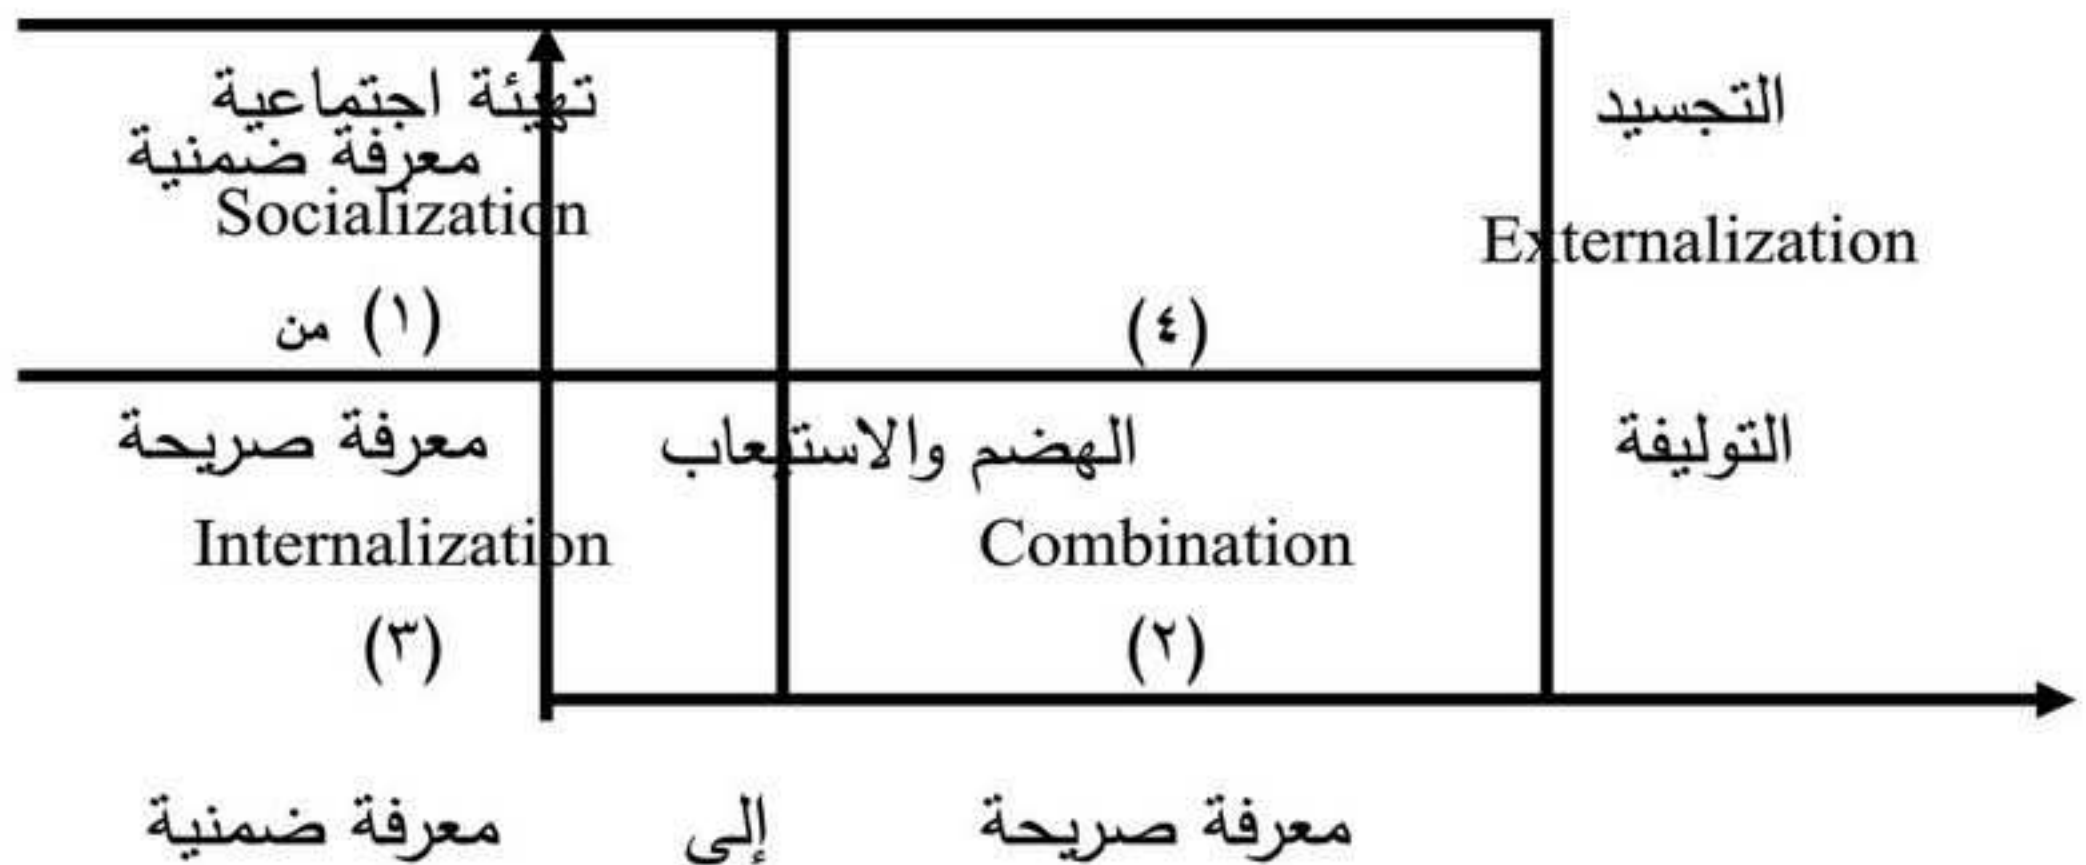 تهيئة اجتماعية التجسيد
معرفة ضمنية
Socialization Externalization
(١) من (٤)
معرفة صريحة الهضم والاستيعاب التوليفة
Internalization Combination
(٣) (٢)
معرفة ضمنية إلى معرفة صريحة